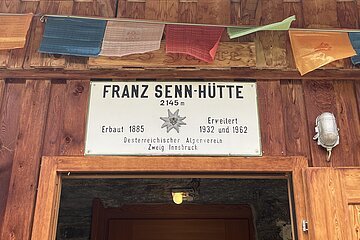 FRANZ SENN-HÜTTE
2145 m
Erbaut 1885
Erweitert
1932 und 1962
Oesterreichischer Alpenverein
Zweig Innsbruck